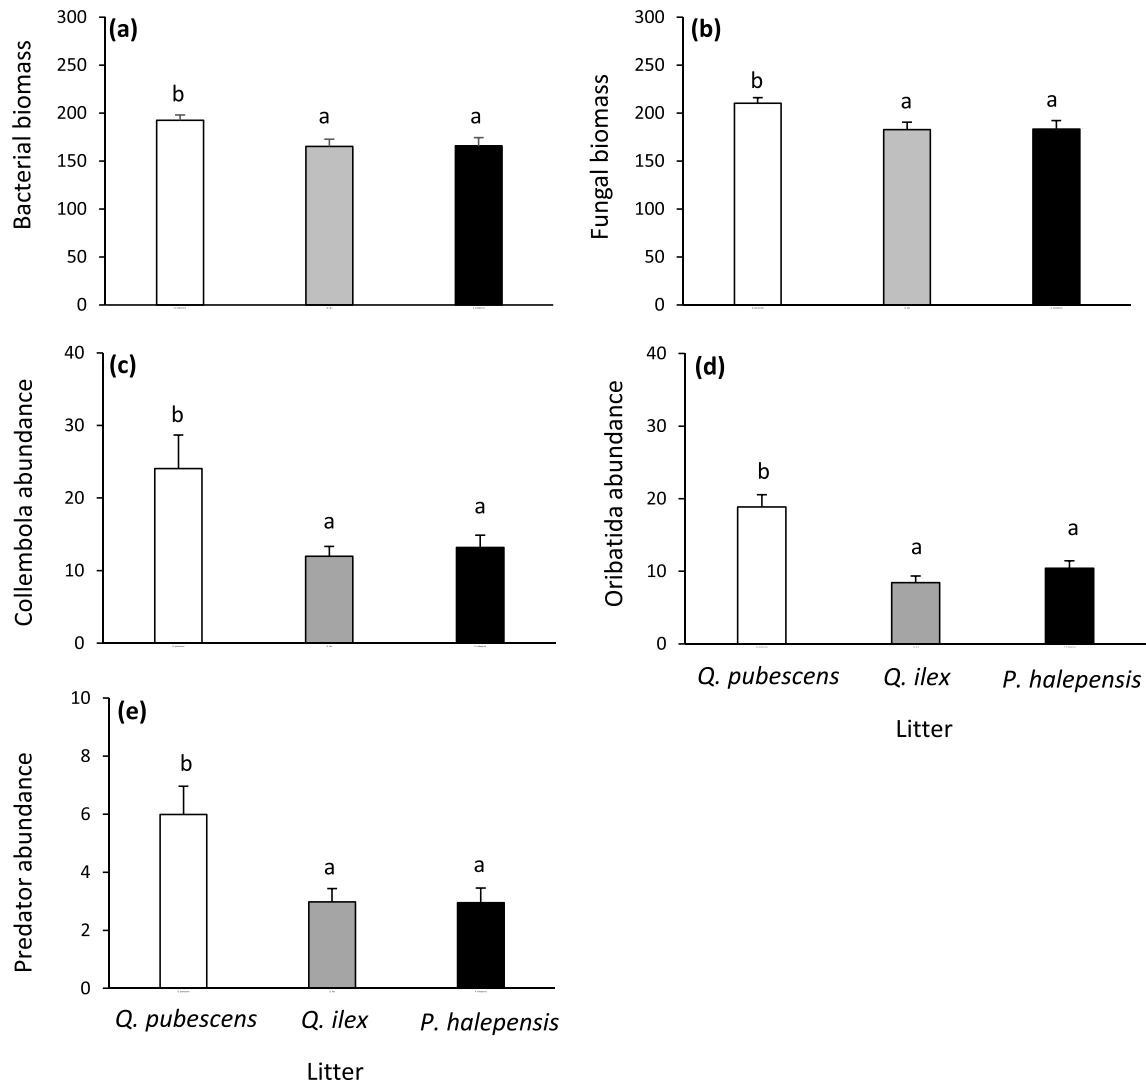 (a)
Bacterial biomass
300
250
200
150
100
50
0
b
a
a
(b)
Fungal biomass
300
250
200
150
100
50
0
b
a
a
(c)
Collembola abundance
40
30
20
10
0
b
a
a
(d)
Oribatida abundance
40
30
20
10
0
b
a
a
Q. pubescens
Q. ilex
P. halepensis
Litter
(e)
Predator abundance
10
8
6
4
2
0
b
a
a
Q. pubescens
Q. ilex
P. halepensis
Litter